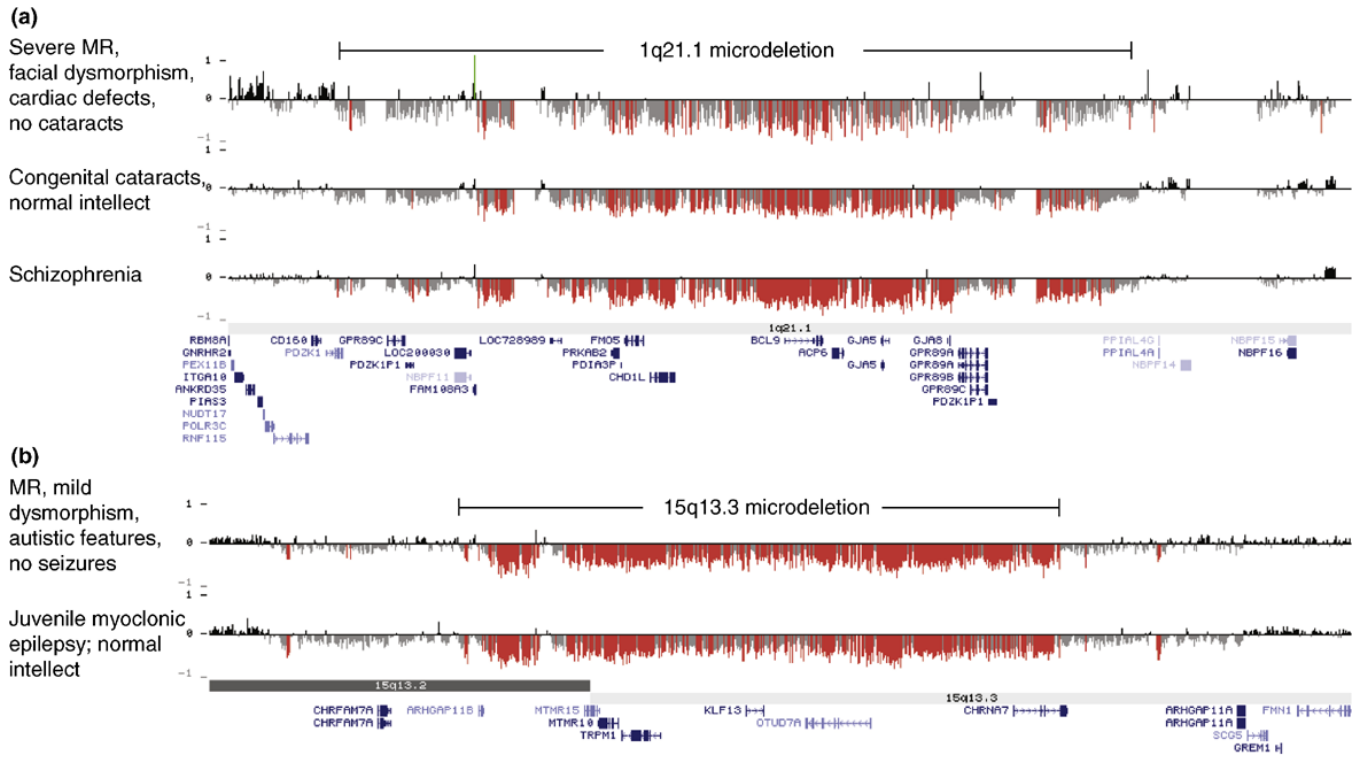 (a)
Severe MR,
facial dysmorphism,
cardiac defects,
no cataracts
1q21.1 microdeletion
1
0
-1
Congenital cataracts,
normal intellect
1
0
-1
Schizophrenia
1
0
-1
1q21.1
RBM8A CD160 GPR89C LOC728989 FMO5 BCL9 GJA5 GJA8 PPIAL4G NBPF15
GNRHR2 PDZK1 LOC200030 PRKAB2 ACP6 GPR89A PPIAL4A NBPF16
PEX11B PDZK1P1 PDIA3P GJA5 GPR89A NBPF14
ITGA10 NBPF11 CHD1L GPR89B
ANKRD35 FAM108A3 GPR89C
PIAS3 PDZK1P1
NUDT17
POLR3C
RNF115
(b)
MR, mild
dysmorphism,
autistic features,
no seizures
15q13.3 microdeletion
1
0
-1
Juvenile myoclonic
epilepsy; normal
intellect
1
0
-1
15q13.2
15q13.3
CHRFAM7A ARHGAP11B MTMR15 KLF13 CHRNA7 ARHGAP11A FMN1
CHRFAM7A MTMR10 OTUD7A ARHGAP11A
TRPM1 SCG5
GREM1